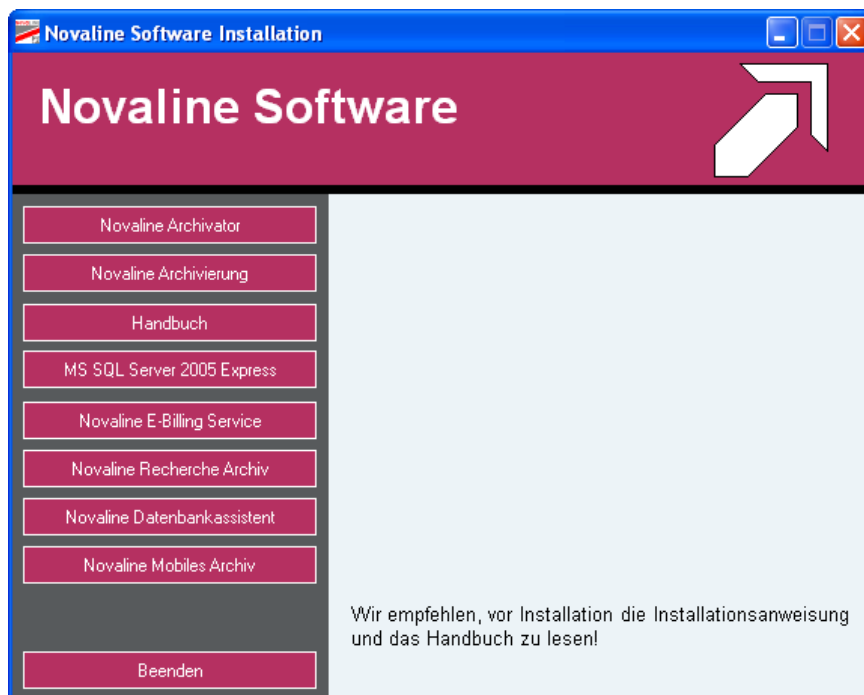 Novaline Software Installation
Novaline Software
Novaline Archivator
Novaline Archivierung
Handbuch
MS SQL Server 2005 Express
Novaline E-Billing Service
Novaline Recherche Archiv
Novaline Datenbankassistent
Novaline Mobiles Archiv
Wir empfehlen, vor Installation die Installationsanweisung
und das Handbuch zu lesen!
Beenden